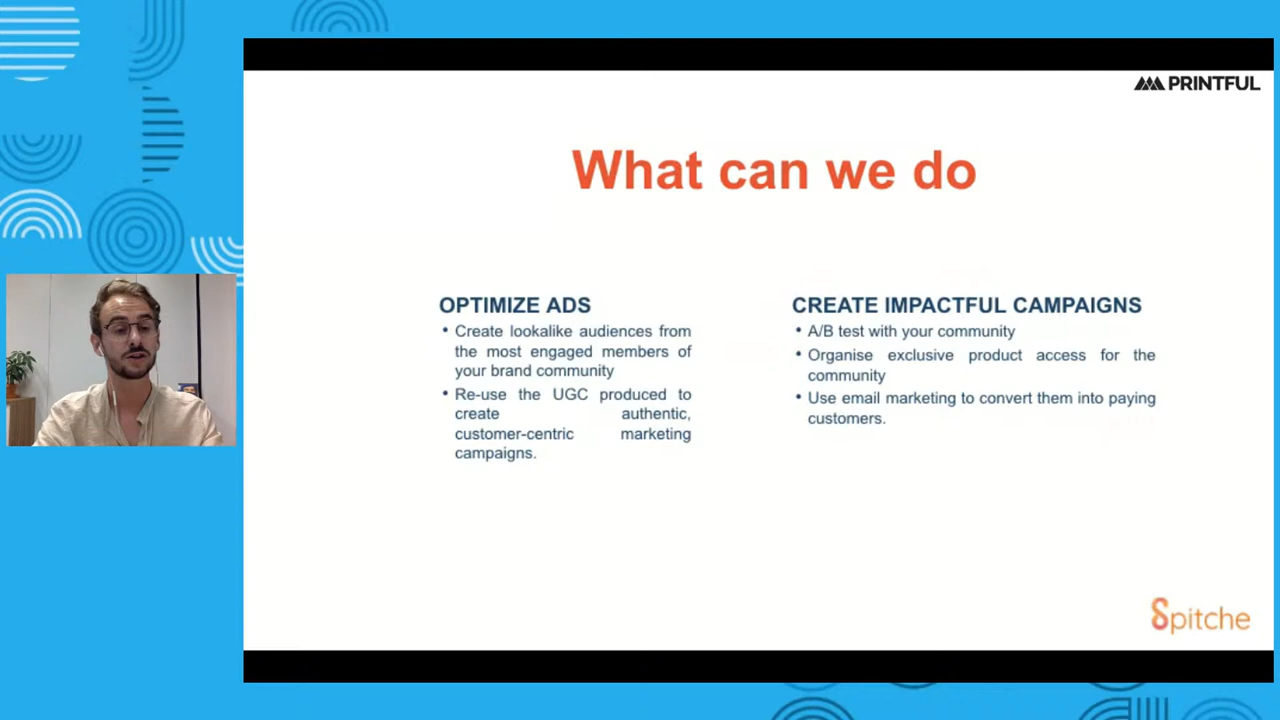 PRINTFUL
What can we do
OPTIMIZE ADS
• Create lookalike audiences from
the most engaged members of
your brand community
• Re-use the UGC produced to
create authentic,
customer-centric marketing
campaigns.
CREATE IMPACTFUL CAMPAIGNS
• A/B test with your community
• Organise exclusive product access for the
community
• Use email marketing to convert them into paying
customers.
Spitche